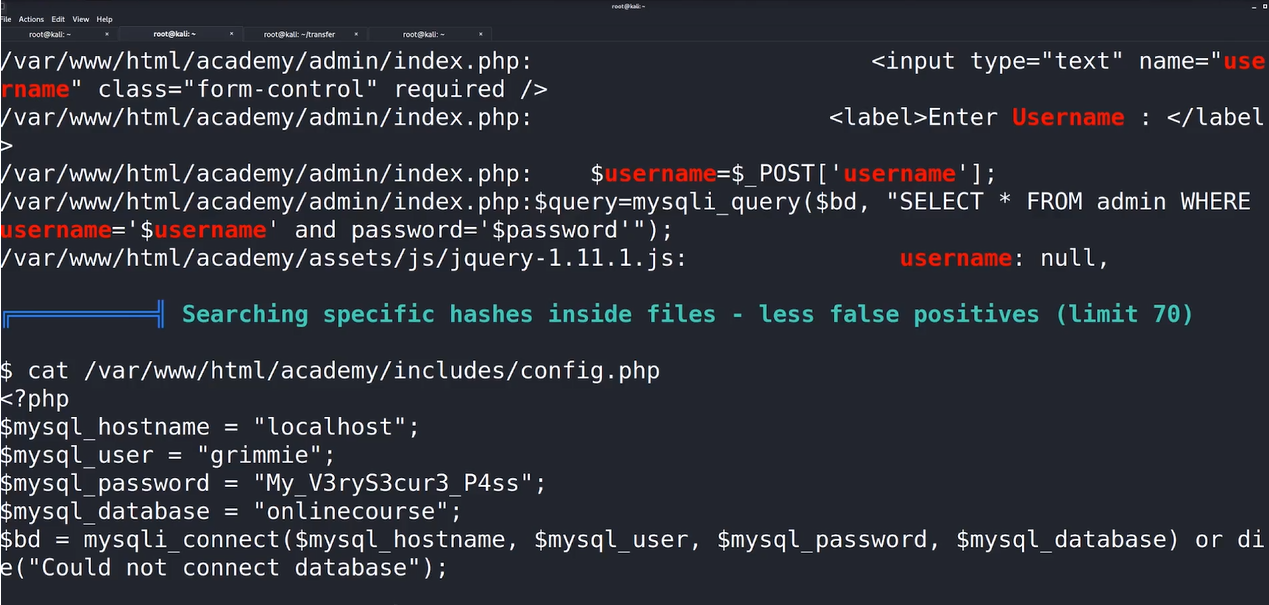 root@kali: ~
File Actions Edit View Help
root@kali: ~ × root@kali: ~ × root@kali: ~/transfer × root@kali: ~ ×
/var/www/html/academy/admin/index.php: <input type="text" name="use
rname" class="form-control" required />
/var/www/html/academy/admin/index.php: <label>Enter Username : </label
>
/var/www/html/academy/admin/index.php: $username=$_POST['username'];
/var/www/html/academy/admin/index.php:$query=mysqli_query($bd, "SELECT * FROM admin WHERE
username='$username' and password='$password'");
/var/www/html/academy/assets/js/jquery-1.11.1.js: username: null,
╔══════════╣ Searching specific hashes inside files - less false positives (limit 70)
$ cat /var/www/html/academy/includes/config.php
<?php
$mysql_hostname = "localhost";
$mysql_user = "grimmie";
$mysql_password = "My_V3ryS3cur3_P4ss";
$mysql_database = "onlinecourse";
$bd = mysqli_connect($mysql_hostname, $mysql_user, $mysql_password, $mysql_database) or di
e("Could not connect database");